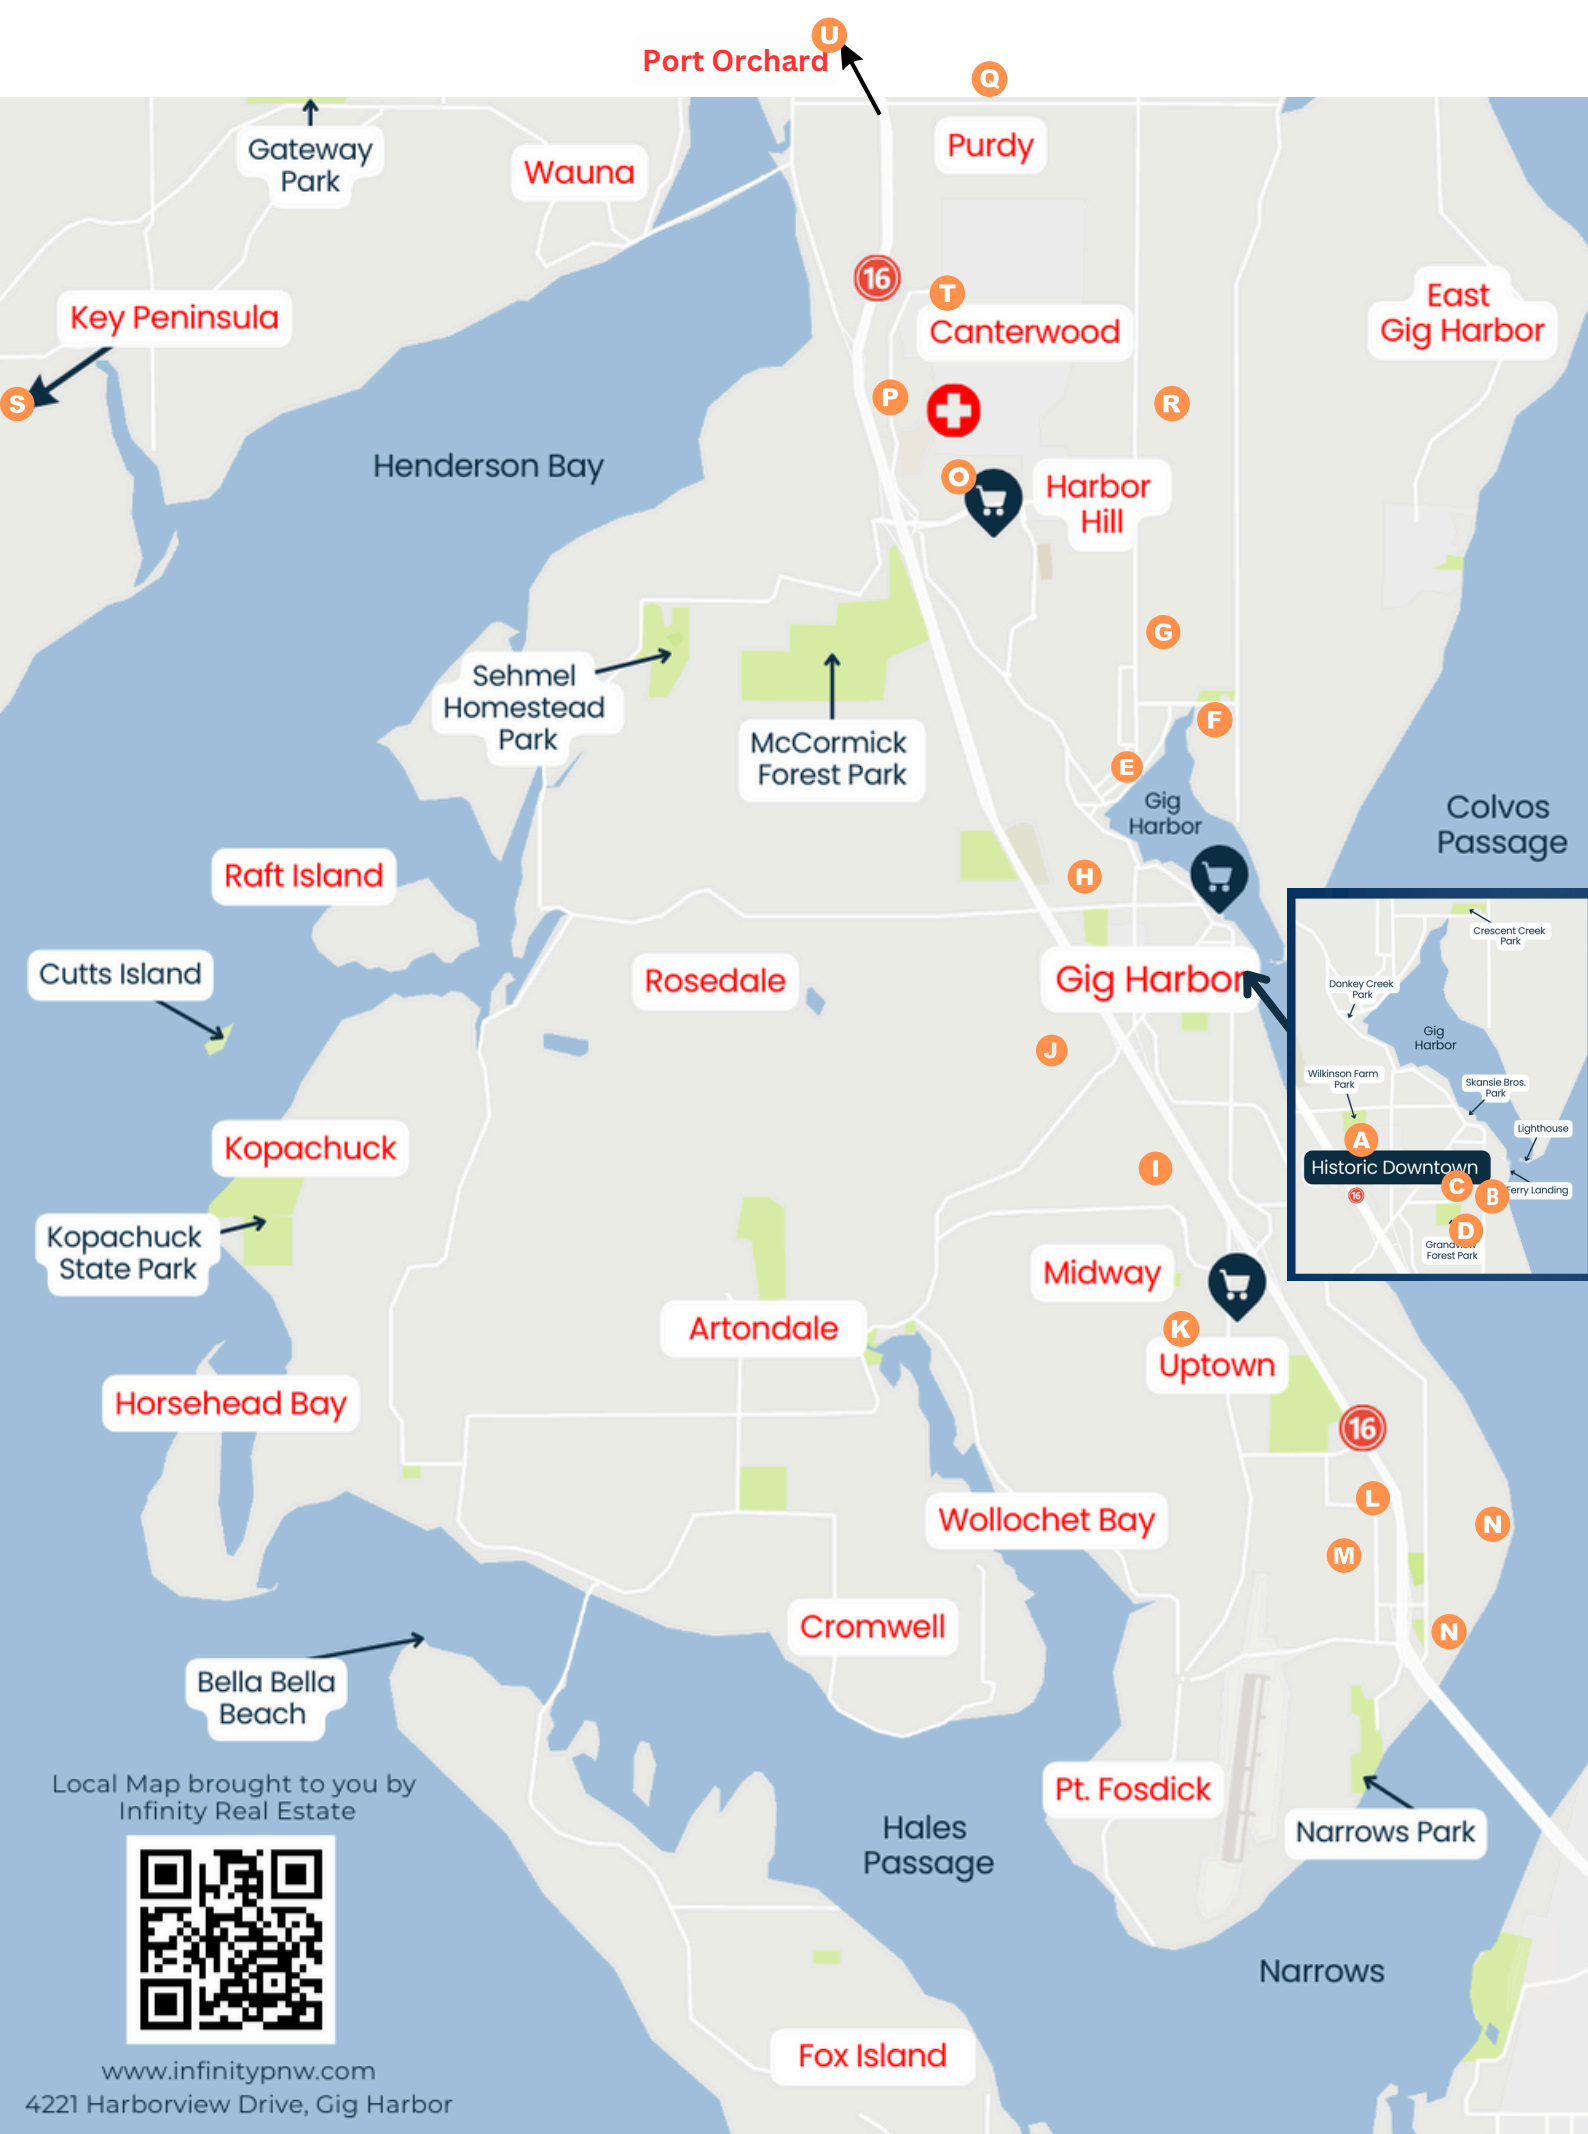 U
Port Orchard
Q
Gateway
Park
Wauna
Purdy
16
T
East
Gig Harbor
Key Peninsula
Canterwood
S
P
R
Henderson Bay
O
Harbor
Hill
G
Sehmel
Homestead
Park
F
McCormick
Forest Park
E
Gig
Harbor
Colvos
Passage
Raft Island
H
Cutts Island
Rosedale
Gig Harbor
J
Crescent Creek
Park
Donkey Creek
Park
Gig
Harbor
Wilkinson Farm
Park
Skansie Bros.
Park
Lighthouse
A
Historic Downtown
C
B
Ferry Landing
16
D
Grandview
Forest Park
Kopachuck
I
Kopachuck
State Park
Midway
K
Artondale
Uptown
Horsehead Bay
16
L
Wollochet Bay
N
M
Cromwell
N
Bella Bella
Beach
Local Map brought to you by
Infinity Real Estate
Pt. Fosdick
Hales
Passage
Narrows Park
Narrows
Fox Island
www.infinitypnw.com
4221 Harborview Drive, Gig Harbor